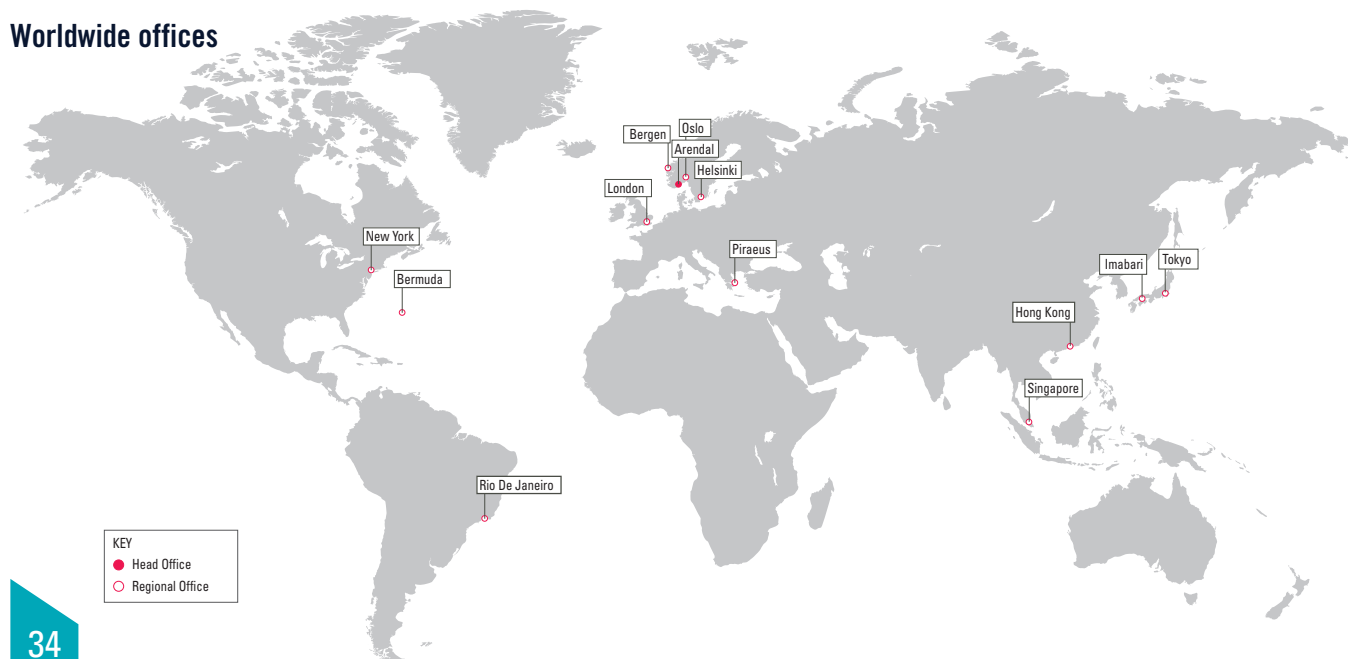 Worldwide offices
Oslo
Bergen
Arendal
Helsinki
London
New York
Piraeus
Bermuda
Imabari
Tokyo
Hong Kong
Singapore
Rio De Janeiro
KEY
Head Office
Regional Office
34